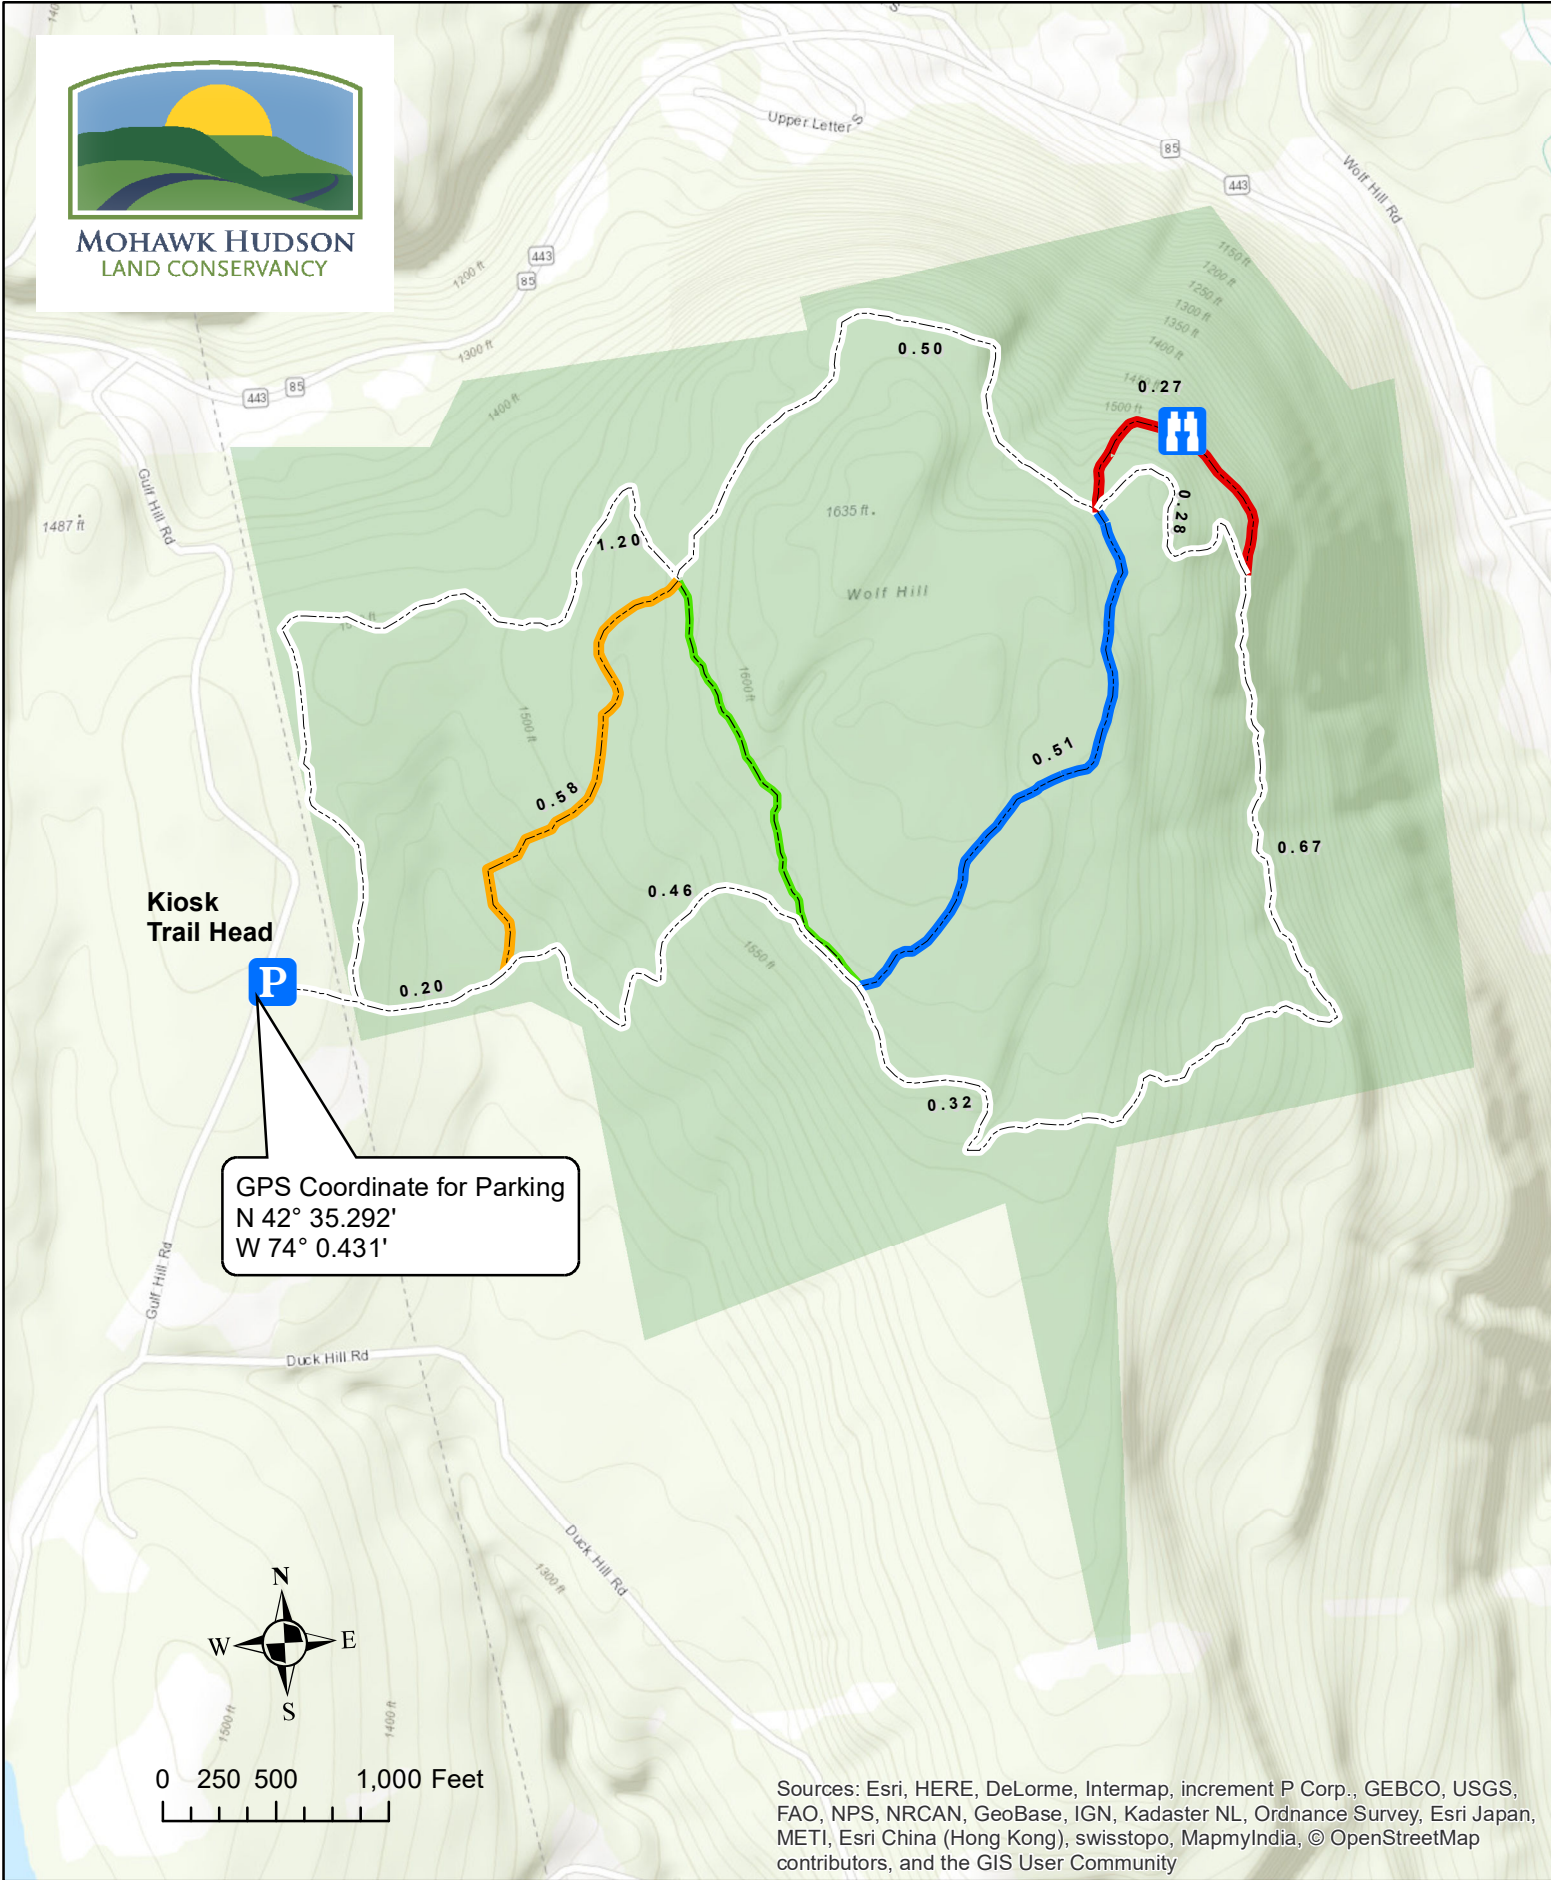 MOHAWK HUDSON
LAND CONSERVANCY
Upper Letter S
85
443
Wolf Hill Rd
443
85
1200 ft
1300 ft
443
85
1400 ft
1150 ft
1200 ft
1250 ft
1300 ft
1350 ft
1400 ft
1500 ft
0.50
0.27
Gulf Hill Rd
1487 ft
1.20
1635 ft
0.28
Wolf Hill
1600 ft
1500 ft
0.51
0.58
0.67
0.46
Kiosk
Trail Head
P
1550 ft
0.20
0.32
GPS Coordinate for Parking
N 42° 35.292'
W 74° 0.431'
Gulf Hill Rd
Duck Hill Rd
Duck Hill Rd
1300 ft
N
W
E
S
1500 ft
1400 ft
0 250 500 1,000 Feet
Sources: Esri, HERE, DeLorme, Intermap, increment P Corp., GEBCO, USGS,
FAO, NPS, NRCAN, GeoBase, IGN, Kadaster NL, Ordnance Survey, Esri Japan,
METI, Esri China (Hong Kong), swisstopo, MapmyIndia, © OpenStreetMap
contributors, and the GIS User Community